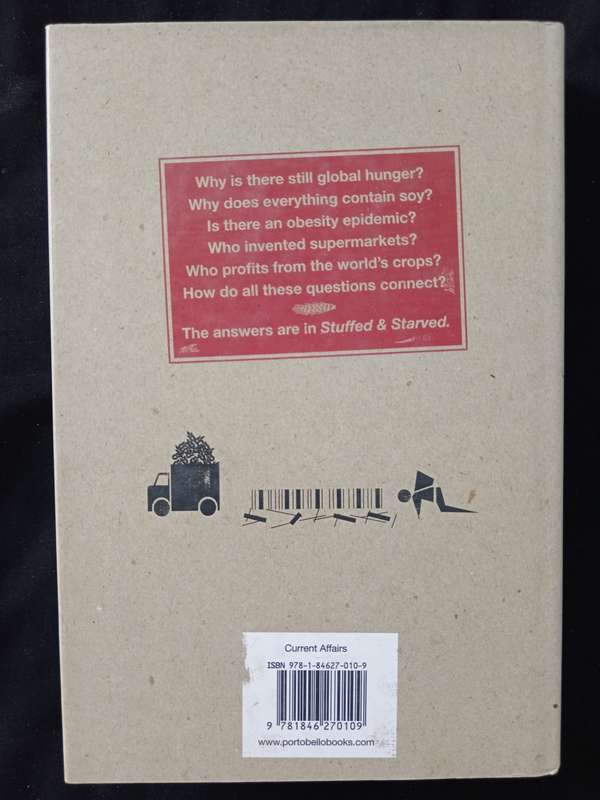 Why is there still global hunger?
Why does everything contain soy?
Is there an obesity epidemic?
Who invented supermarkets?
Who profits from the world's crops?
How do all these questions connect?
The answers are in Stuffed & Starved.
Current Affairs
ISBN 978-1-84627-010-9
9 781846 270109
www.portobellobooks.com